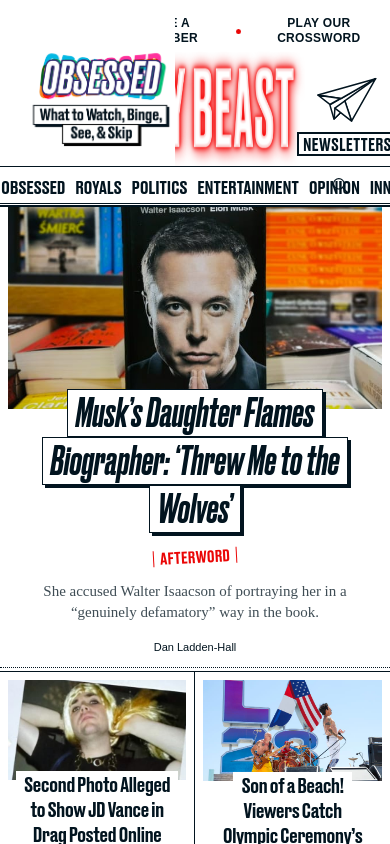 E A
BER
PLAY OUR
CROSSWORD
OBSESSED
What to Watch, Binge,
See, & Skip
Y BEAST
NEWSLETTERS
OBSESSED ROYALS POLITICS ENTERTAINMENT OPINION INN
WARTKA
ŚMIERĆ
Walter Isaacson Elon Musk
Musk's Daughter Flames
Biographer: ‘Threw Me to the
Wolves’
AFTERWORD
She accused Walter Isaacson of portraying her in a
“genuinely defamatory” way in the book.
Dan Ladden-Hall
Second Photo Alleged
to Show JD Vance in
Drag Posted Online
Son of a Beach!
Viewers Catch
Olympic Ceremony’s